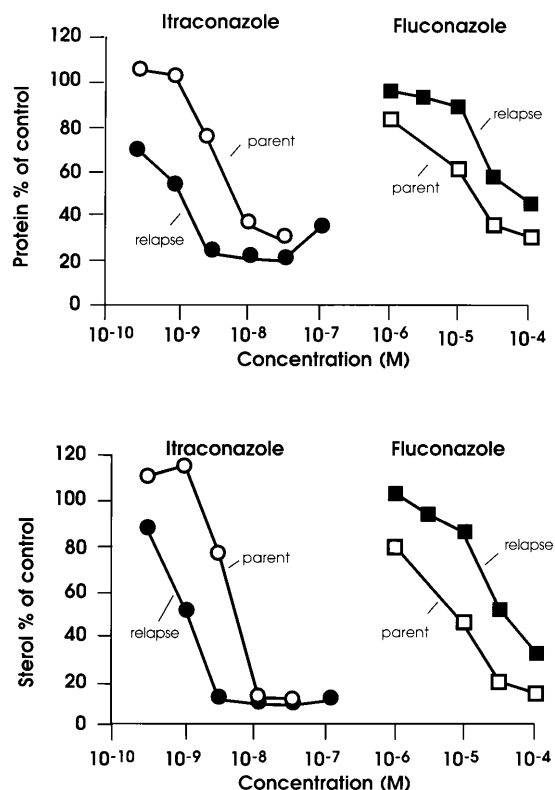 Itraconazole
Fluconazole
Protein % of control
120
100
80
60
40
20
0
parent
relapse
relapse
parent
10-10 10-9 10-8 10-7 10-6 10-5 10-4
Concentration (M)
Itraconazole
Fluconazole
Sterol % of control
120
100
80
60
40
20
0
parent
relapse
relapse
parent
10-10 10-9 10-8 10-7 10-6 10-5 10-4
Concentration (M)